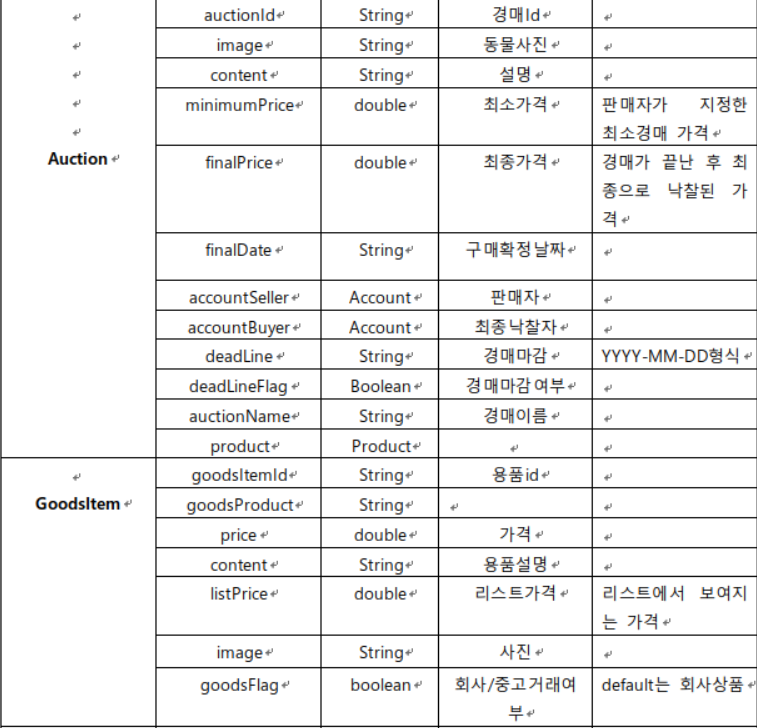 auctionId String 경매Id
image String 동물사진
content String 설명
minimumPrice double 최소가격 판매자가 지정한
최소경매 가격
Auction finalPrice double 최종가격 경매가 끝난 후 최
종으로 낙찰된 가
격
finalDate String 구매확정날짜
accountSeller Account 판매자
accountBuyer Account 최종낙찰자
deadLine String 경매마감 YYYY-MM-DD형식
deadLineFlag Boolean 경매마감여부
auctionName String 경매이름
product Product
goodsItemId String 용품id
GoodsItem goodsProduct String
price double 가격
content String 용품설명
listPrice double 리스트가격 리스트에서 보여지
는 가격
image String 사진
goodsFlag boolean 회사/중고거래여 default는 회사상품
부